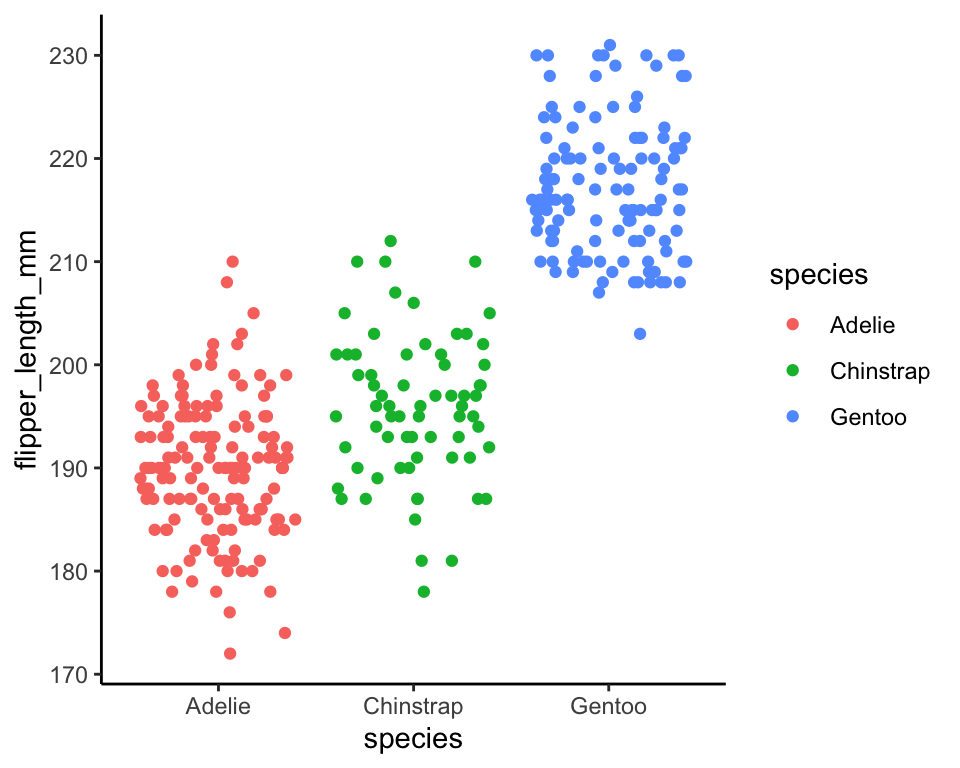 flipper_length_mm
230
220
210
200
190
180
170
Adelie
Chinstrap
Gentoo
species
species
Adelie
Chinstrap
Gentoo